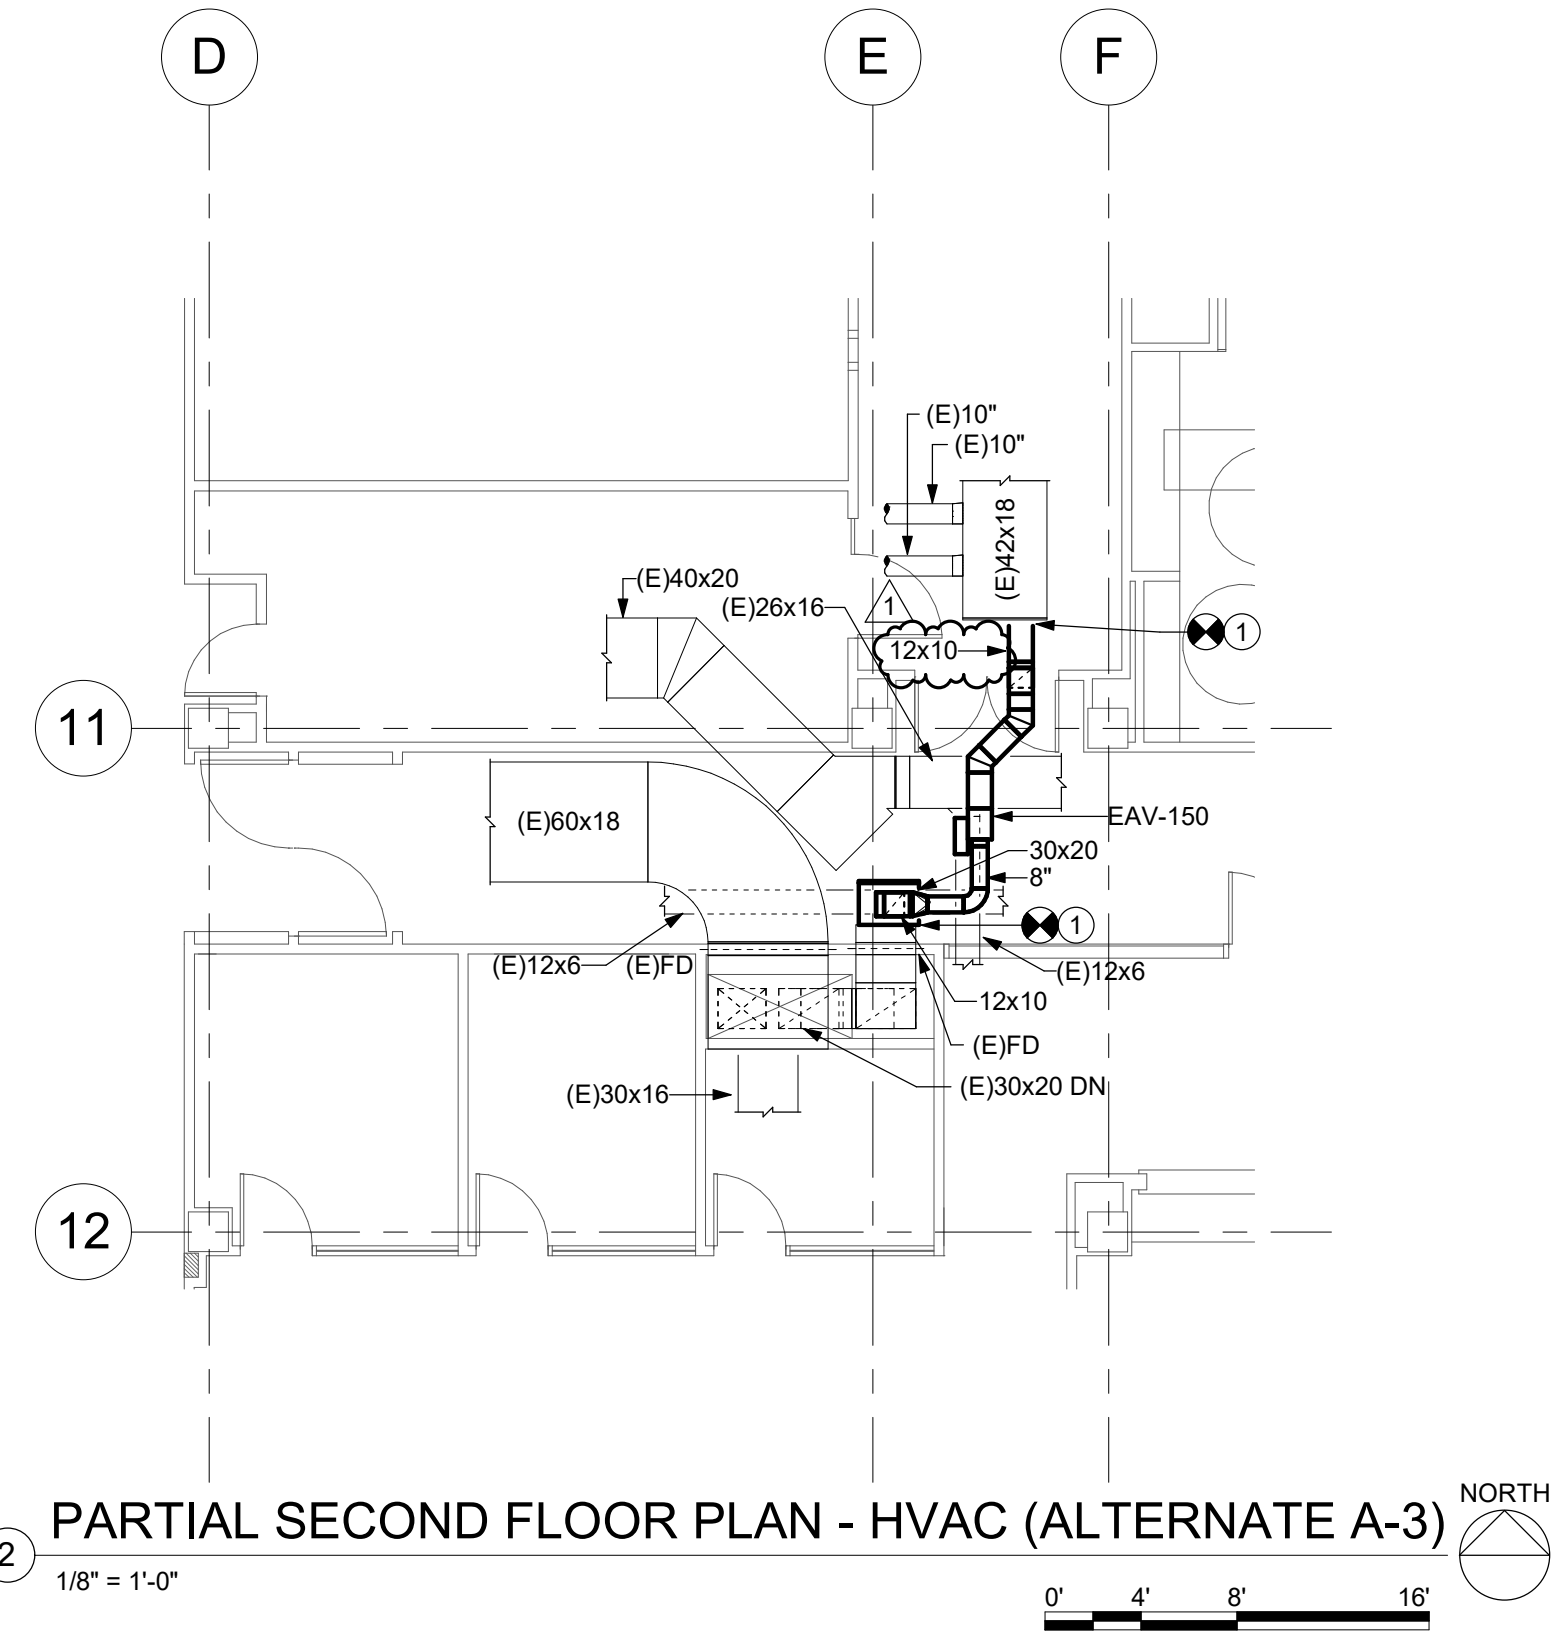 D
E
F
(E)10"
(E)10"
(E)42x18
(E)40x20
(E)26x16
1
12x10
1
11
(E)60x18
EAV-150
30x20
8"
1
(E)12x6
(E)FD
(E)12x6
12x10
(E)FD
(E)30x16
(E)30x20 DN
12
2
PARTIAL SECOND FLOOR PLAN - HVAC (ALTERNATE A-3)
NORTH
1/8" = 1'-0"
0' 4' 8' 16'